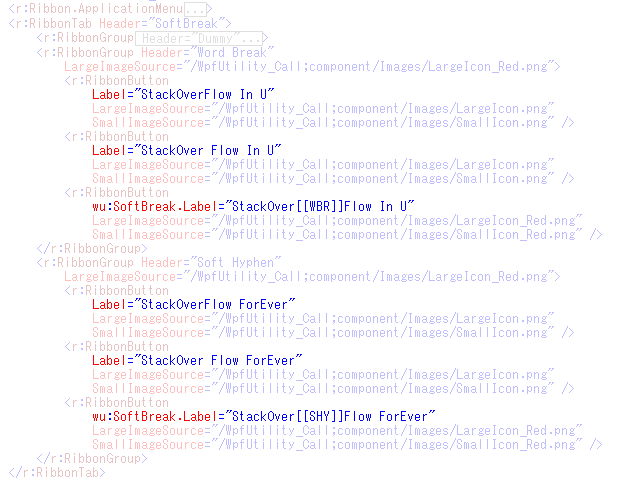 <r:Ribbon.ApplicationMenu...>
<r:RibbonTab Header="SoftBreak">
<r:RibbonGroup Header="Dummy"...>
<r:RibbonGroup Header="Word Break"
LargeImageSource="/WpfUtility_Call;component/Images/LargeIcon_Red.png">
<r:RibbonButton
Label="StackOverFlow In U"
LargeImageSource="/WpfUtility_Call;component/Images/LargeIcon.png"
SmallImageSource="/WpfUtility_Call;component/Images/SmallIcon.png" />
<r:RibbonButton
Label="StackOver Flow In U"
LargeImageSource="/WpfUtility_Call;component/Images/LargeIcon.png"
SmallImageSource="/WpfUtility_Call;component/Images/SmallIcon.png" />
<r:RibbonButton
wu:SoftBreak.Label="StackOver[[WBR]]Flow In U"
LargeImageSource="/WpfUtility_Call;component/Images/LargeIcon_Red.png"
SmallImageSource="/WpfUtility_Call;component/Images/SmallIcon_Red.png" />
</r:RibbonGroup>
<r:RibbonGroup Header="Soft Hyphen"
LargeImageSource="/WpfUtility_Call;component/Images/LargeIcon_Red.png">
<r:RibbonButton
Label="StackOverFlow ForEver"
LargeImageSource="/WpfUtility_Call;component/Images/LargeIcon.png"
SmallImageSource="/WpfUtility_Call;component/Images/SmallIcon.png" />
<r:RibbonButton
Label="StackOver Flow ForEver"
LargeImageSource="/WpfUtility_Call;component/Images/LargeIcon.png"
SmallImageSource="/WpfUtility_Call;component/Images/SmallIcon.png" />
<r:RibbonButton
wu:SoftBreak.Label="StackOver[[SHY]]Flow ForEver"
LargeImageSource="/WpfUtility_Call;component/Images/LargeIcon_Red.png"
SmallImageSource="/WpfUtility_Call;component/Images/SmallIcon_Red.png" />
</r:RibbonGroup>
</r:RibbonTab>